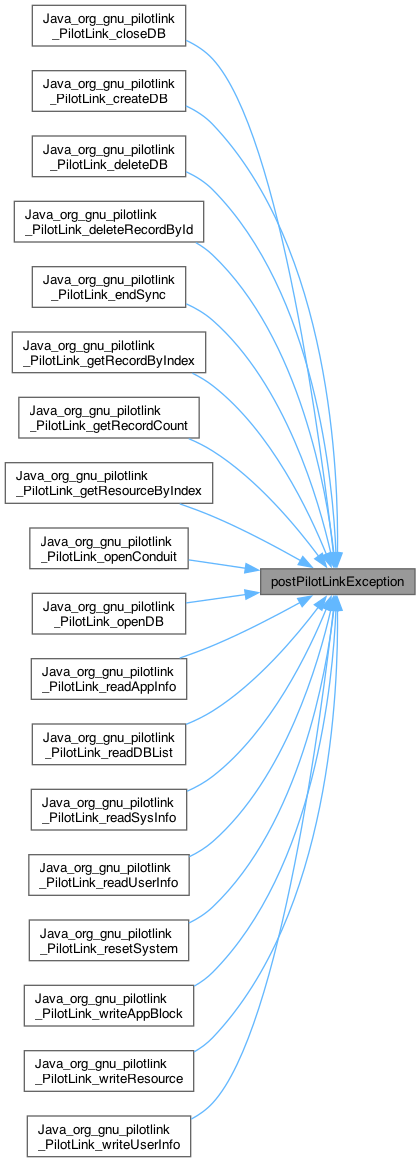 Java_org_gnu_pilotlink
_PilotLink_closeDB
Java_org_gnu_pilotlink
_PilotLink_createDB
Java_org_gnu_pilotlink
_PilotLink_deleteDB
Java_org_gnu_pilotlink
_PilotLink_deleteRecordById
Java_org_gnu_pilotlink
_PilotLink_endSync
Java_org_gnu_pilotlink
_PilotLink_getRecordByIndex
Java_org_gnu_pilotlink
_PilotLink_getRecordCount
Java_org_gnu_pilotlink
_PilotLink_getResourceByIndex
Java_org_gnu_pilotlink
_PilotLink_openConduit
postPilotLinkException
Java_org_gnu_pilotlink
_PilotLink_openDB
Java_org_gnu_pilotlink
_PilotLink_readAppInfo
Java_org_gnu_pilotlink
_PilotLink_readDBList
Java_org_gnu_pilotlink
_PilotLink_readSysInfo
Java_org_gnu_pilotlink
_PilotLink_readUserInfo
Java_org_gnu_pilotlink
_PilotLink_resetSystem
Java_org_gnu_pilotlink
_PilotLink_writeAppBlock
Java_org_gnu_pilotlink
_PilotLink_writeResource
Java_org_gnu_pilotlink
_PilotLink_writeUserInfo